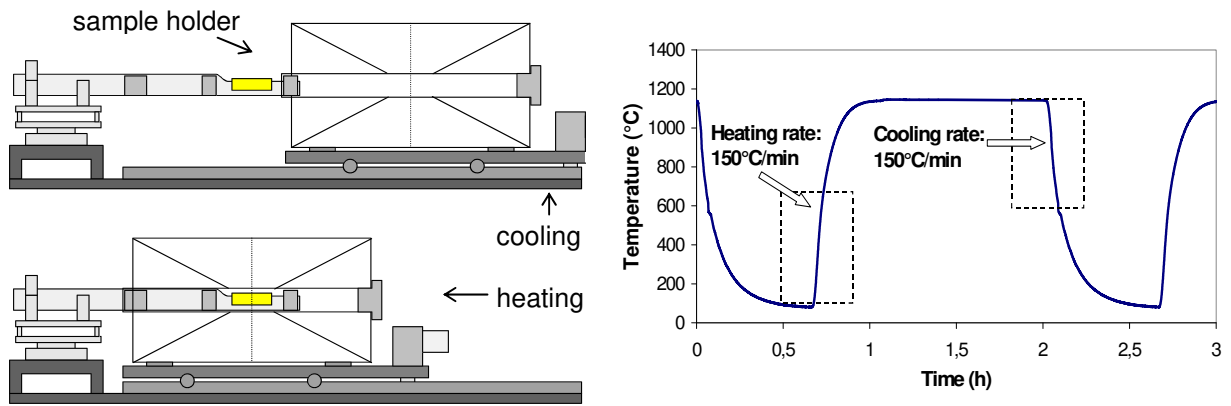 sample holder
cooling
heating
Temperature (°C)
1400
1200
1000
800
600
400
200
0
Heating rate:
150°C/min
Cooling rate:
150°C/min
0
0,5
1
1,5
2
2,5
3
Time (h)